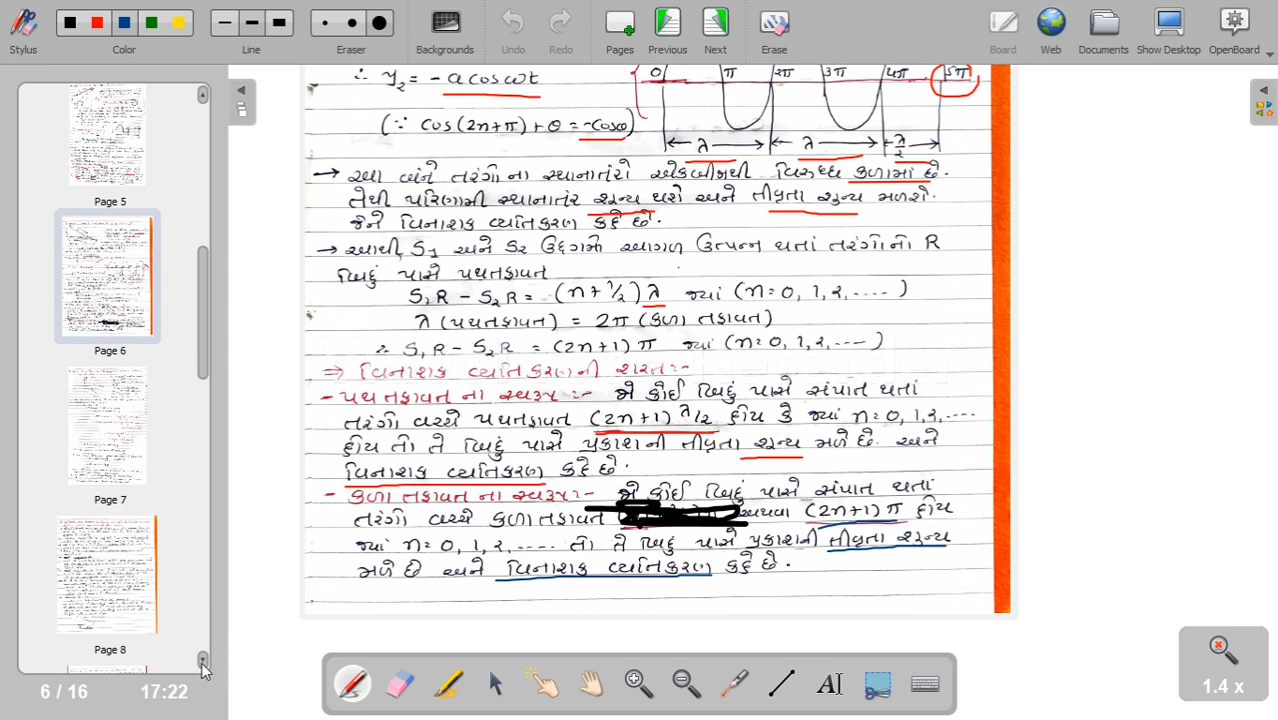 Stylus
Color
Line
Eraser
Backgrounds
Undo
Redo
Pages
Previous
Next
Erase
Board
Web
Documents
Show Desktop
OpenBoard
Page 5
Page 6
Page 7
Page 8
6 / 16
17:22
∴ y₂ = - a cos ωt
(∵ cos(2n+π)+θ = -cosθ)
0 π 2π 3π 4π 5π
λ λ λ/2
→ આ બંને તરંગોના સ્થાનાંતરો એકબીજાથી વિરુધ્ધ કળામાં છે.
તેથી પરિણામી સ્થાનાંતર શૂન્ય થશે અને તીવ્રતા શૂન્ય મળશે.
જેને વિનાશક વ્યતિકરણ કહે છે.
→ આથી, S₁ અને S₂ ઉદ્દગમો આગળ ઉત્પન્ન થતાં તરંગોનો R
બિંદુ પાસે પથતફાવત
S₁R - S₂R = (n+1/2) λ જ્યાં (n=0, 1, 2, ....)
λ (પથતફાવત) = 2π (કળા તફાવત)
∴ S₁R - S₂R = (2n+1) π જ્યાં (n=0, 1, 2, ....)
⇒ વિનાશક વ્યતિકરણની શરત:-
- પથતફાવત ના સ્વરૂપે :- જો કોઈ બિંદુ પાસે સંપાત થતાં
તરંગો વચ્ચે પથતફાવત (2n+1) λ/2 હોય કે જ્યાં n=0, 1, 2, ....
હોય તો તે બિંદુ પાસે પ્રકાશની તીવ્રતા શૂન્ય મળે છે. અને
વિનાશક વ્યતિકરણ કહે છે.
- કળા તફાવત ના સ્વરૂપે :- જો કોઈ બિંદુ પાસે સંપાત થતાં
તરંગો વચ્ચે કળા તફાવત અથવા (2n+1) π હોય
જ્યાં n=0, 1, 2, ..... તો તે બિંદુ પાસે પ્રકાશની તીવ્રતા શૂન્ય
મળે છે અને વિનાશક વ્યતિકરણ કહે છે.
1.4 x